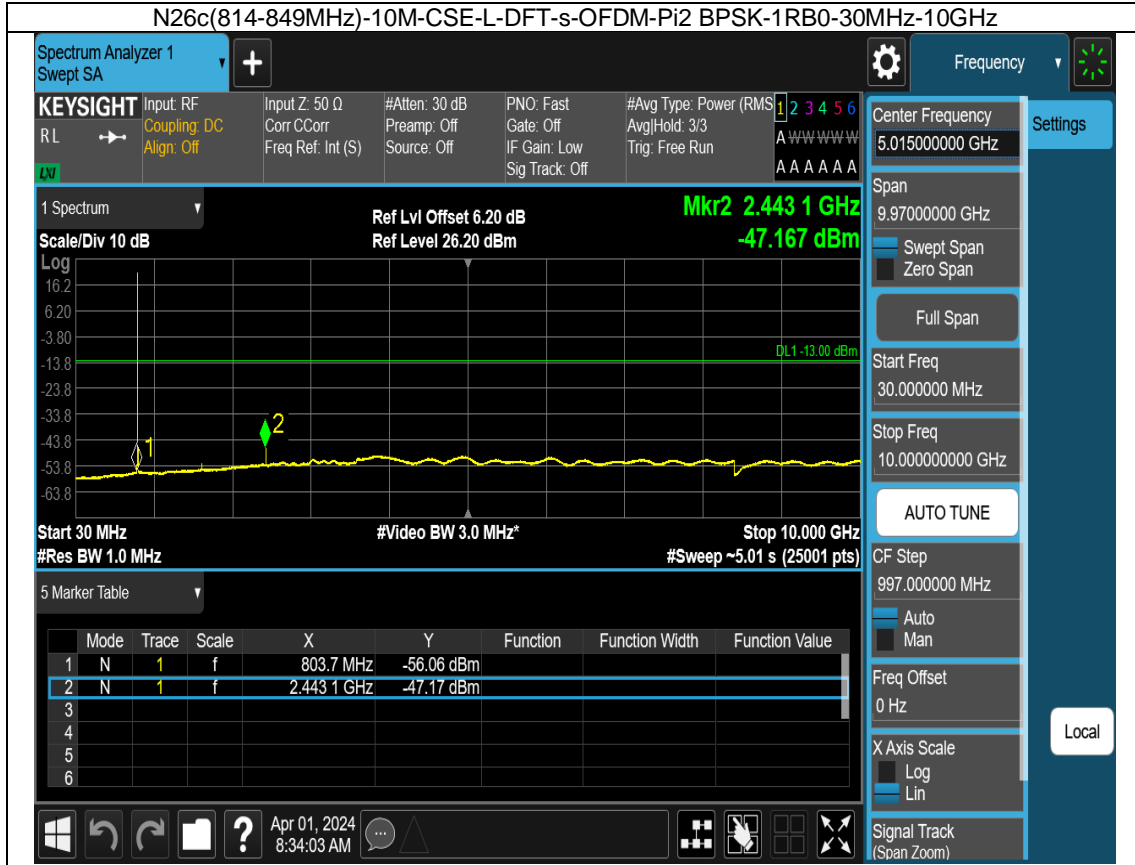 N26c(814-849MHz)-10M-CSE-L-DFT-s-OFDM-Pi2 BPSK-1RB0-30MHz-10GHz
Spectrum Analyzer 1
Swept SA
+
Frequency
KEYSIGHT
RL
LXI
Input: RF
Coupling: DC
Align: Off
Input Z: 50 Ω
Corr CCorr
Freq Ref: Int (S)
#Atten: 30 dB
Preamp: Off
Source: Off
PNO: Fast
Gate: Off
IF Gain: Low
Sig Track: Off
#Avg Type: Power (RMS
Avg|Hold: 3/3
Trig: Free Run
1 2 3 4 5 6
A W W W W W
A A A A A A
1 Spectrum
Scale/Div 10 dB
Ref Lvl Offset 6.20 dB
Ref Level 26.20 dBm
Mkr2 2.443 1 GHz
-47.167 dBm
Log
16.2
6.20
-3.80
-13.8
-23.8
-33.8
-43.8
-53.8
-63.8
DL1 -13.00 dBm
1
2
Start 30 MHz
#Video BW 3.0 MHz*
Stop 10.000 GHz
#Res BW 1.0 MHz
#Sweep ~5.01 s (25001 pts)
5 Marker Table
Mode Trace Scale X Y Function Function Width Function Value
1 N 1 f 803.7 MHz -56.06 dBm
2 N 1 f 2.443 1 GHz -47.17 dBm
3
4
5
6
Center Frequency
5.015000000 GHz
Span
9.97000000 GHz
Swept Span
Zero Span
Full Span
Start Freq
30.000000 MHz
Stop Freq
10.000000000 GHz
AUTO TUNE
CF Step
997.000000 MHz
Auto
Man
Freq Offset
0 Hz
X Axis Scale
Log
Lin
Signal Track
(Span Zoom)
Settings
Local
?
Apr 01, 2024
8:34:03 AM